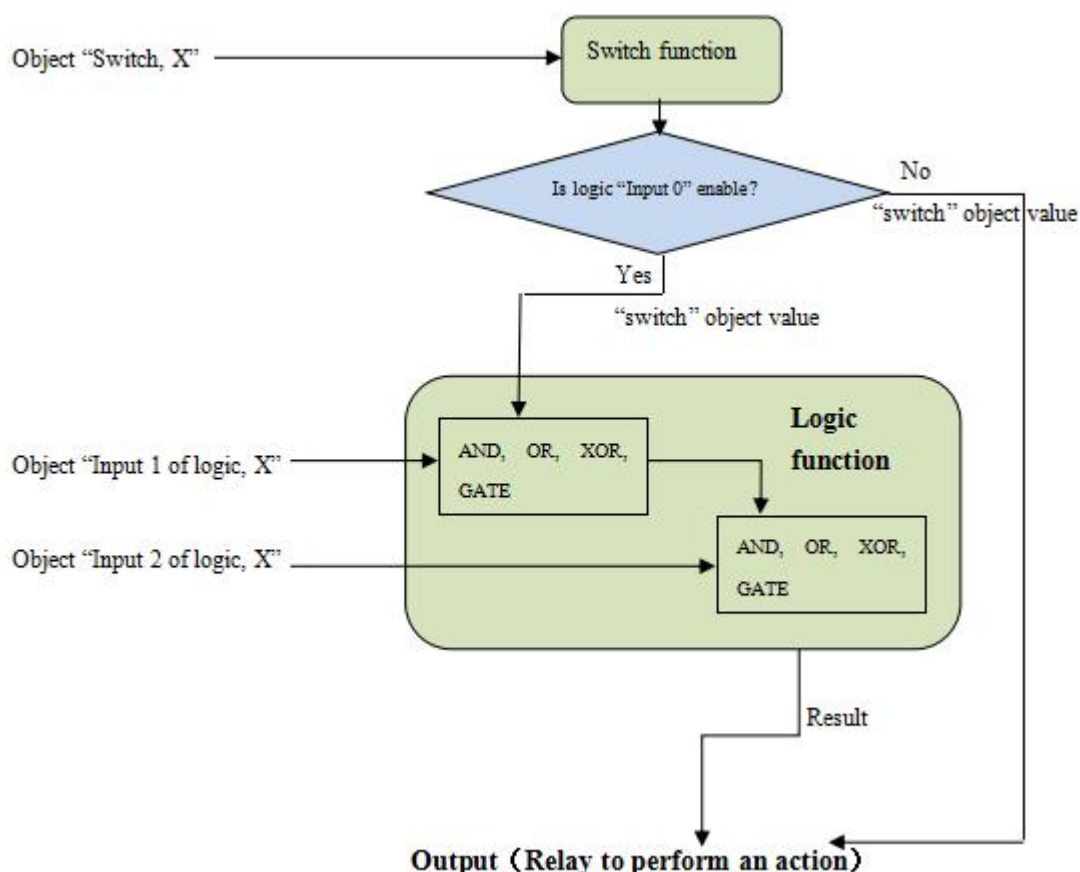 Switch function
Object “Switch, X”
Is logic “Input 0” enable?
No
“switch” object value
Yes
“switch” object value
Logic
function
AND, OR, XOR,
GATE
Object “Input 1 of logic, X”
AND, OR, XOR,
GATE
Object “Input 2 of logic, X”
Result
Output（Relay to perform an action）